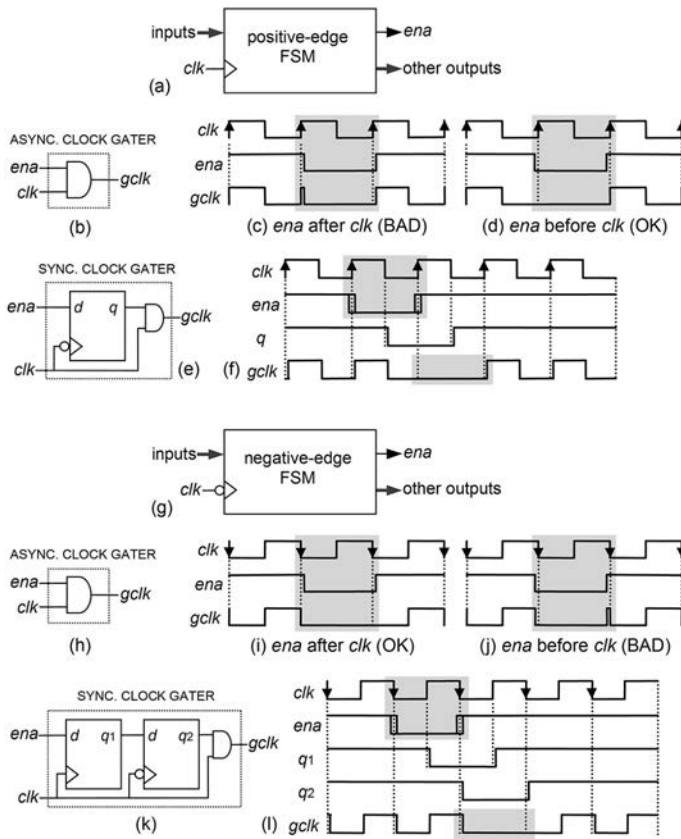 inputs
positive-edge
FSM
ena
clk
other outputs
(a)
ASYNC. CLOCK GATER
ena
clk
gclk
(b)
clk
ena
gclk
(c) ena after clk (BAD)
(d) ena before clk (OK)
SYNC. CLOCK GATER
ena
d
q
gclk
clk
(e)
clk
ena
q
gclk
(f)
inputs
negative-edge
FSM
ena
clk
other outputs
(g)
ASYNC. CLOCK GATER
ena
clk
gclk
(h)
clk
ena
gclk
(i) ena after clk (OK)
(j) ena before clk (BAD)
SYNC. CLOCK GATER
ena
d
q1
d
q2
gclk
clk
(k)
clk
ena
q1
q2
gclk
(l)